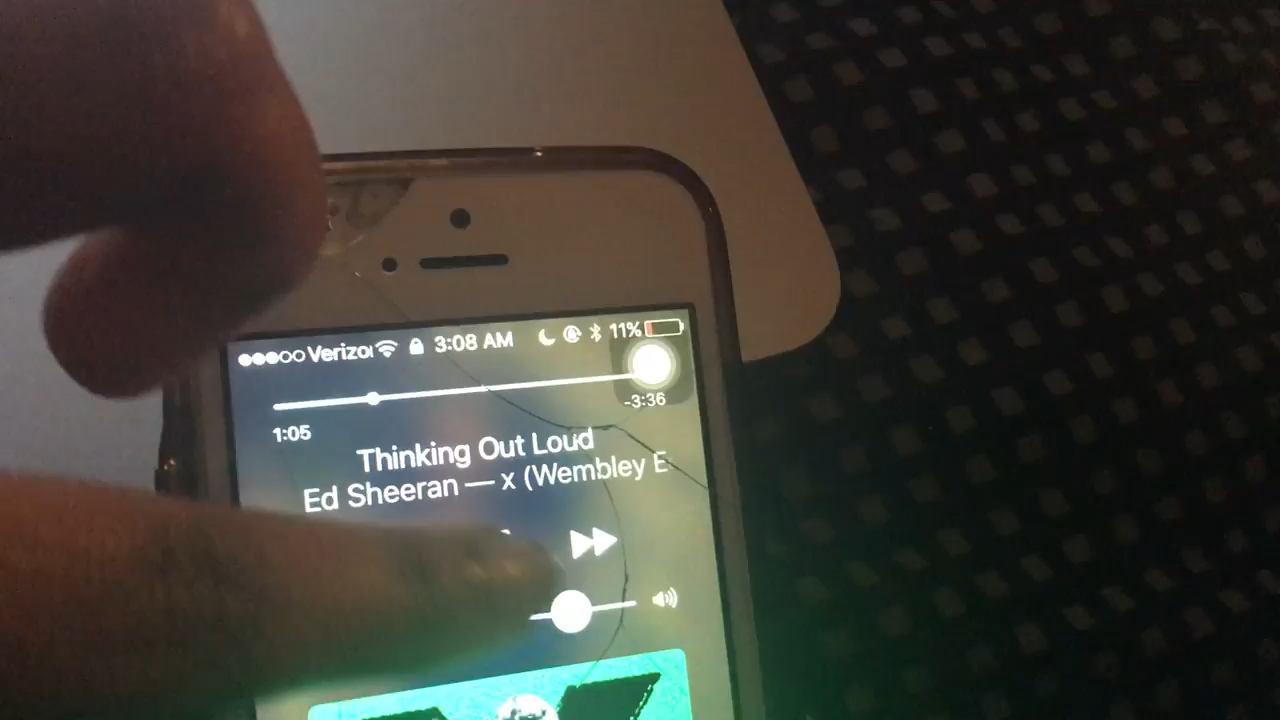 Verizo 3:08 AM 11%
1:05 -3:36
Thinking Out Loud
Ed Sheeran — x (Wembley E